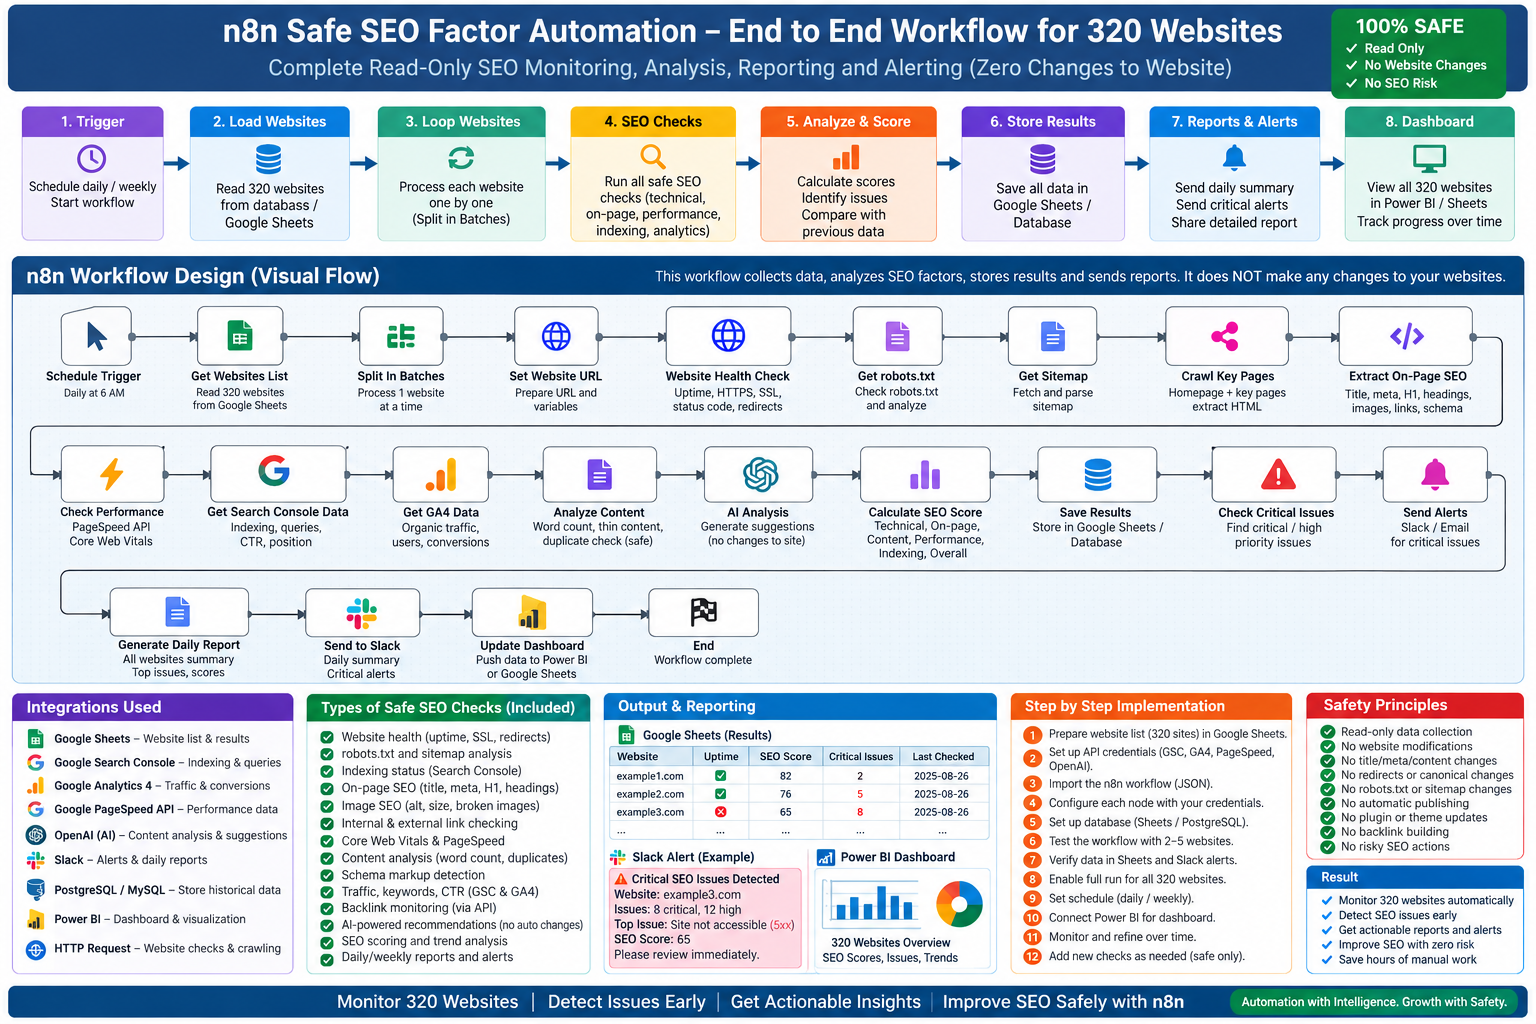 n8n Safe SEO Factor Automation – End to End Workflow for 320 Websites
Complete Read-Only SEO Monitoring, Analysis, Reporting and Alerting (Zero Changes to Website)
100% SAFE
✓ Read Only
✓ No Website Changes
✓ No SEO Risk
1. Trigger
Schedule daily / weekly
Start workflow
2. Load Websites
Read 320 websites
from databass /
Google Sheets
3. Loop Websites
Process each website
one by one
(Split in Batches)
4. SEO Checks
Run all safe SEO
checks (technical,
on-page, performance,
indexing, analytics)
5. Analyze & Score
Calculate scores
Identify issues
Compare with
previous data
6. Store Results
Save all data in
Google Sheets /
Database
7. Reports & Alerts
Send daily summary
Send critical alerts
Share detailed report
8. Dashboard
View all 320 websites
in Power BI / Sheets
Track progress over time
n8n Workflow Design (Visual Flow)
This workflow collects data, analyzes SEO factors, stores results and sends reports. It does NOT make any changes to your websites.
Schedule Trigger
Daily at 6 AM
Get Websites List
Read 320 websites
from Google Sheets
Split In Batches
Process 1 website
at a time
Set Website URL
Prepare URL and
variables
Website Health Check
Uptime, HTTPS, SSL,
status code, redirects
Get robots.txt
Check robots.txt
and analyze
Get Sitemap
Fetch and parse
sitemap
Crawl Key Pages
Homepage + key pages
extract HTML
Extract On-Page SEO
Title, meta, H1, headings,
images, links, schema
Check Performance
PageSpeed API
Core Web Vitals
Get Search Console Data
Indexing, queries,
CTR, position
Get GA4 Data
Organic traffic,
users, conversions
Analyze Content
Word count, thin content,
duplicate check (safe)
AI Analysis
Generate suggestions
(no changes to site)
Calculate SEO Score
Technical, On-page,
Content, Performance,
Indexing, Overall
Save Results
Store in Google Sheets /
Database
Check Critical Issues
Find critical / high
priority issues
Send Alerts
Slack / Email
for critical issues
Generate Daily Report
All websites summary
Top issues, scores
Send to Slack
Daily summary
Critical alerts
Update Dashboard
Push data to Power BI
or Google Sheets
End
Workflow complete
Integrations Used
Google Sheets – Website list & results
Google Search Console – Indexing & queries
Google Analytics 4 – Traffic & conversions
Google PageSpeed API – Performance data
OpenAI (AI) – Content analysis & suggestions
Slack – Alerts & daily reports
PostgreSQL / MySQL – Store historical data
Power BI – Dashboard & visualization
HTTP Request – Website checks & crawling
Types of Safe SEO Checks (Included)
Website health (uptime, SSL, redirects)
robots.txt and sitemap analysis
Indexing status (Search Console)
On-page SEO (title, meta, H1, headings)
Image SEO (alt, size, broken images)
Internal & external link checking
Core Web Vitals & PageSpeed
Content analysis (word count, duplicates)
Schema markup detection
Traffic, keywords, CTR (GSC & GA4)
Backlink monitoring (via API)
AI-powered recommendations (no auto changes)
SEO scoring and trend analysis
Daily/weekly reports and alerts
Output & Reporting
Google Sheets (Results)
Website Uptime SEO Score Critical Issues Last Checked
example1.com 82 2 2025-08-26
example2.com 76 5 2025-08-26
example3.com 65 8 2025-08-26
... ... ... ... ...
Slack Alert (Example)
Critical SEO Issues Detected
Website: example3.com
Issues: 8 critical, 12 high
Top Issue: Site not accessible (5xx)
SEO Score: 65
Please review immediately.
Power BI Dashboard
320 Websites Overview
SEO Scores, Issues, Trends
Step by Step Implementation
1 Prepare website list (320 sites) in Google Sheets.
2 Set up API credentials (GSC, GA4, PageSpeed,
OpenAI).
3 Import the n8n workflow (JSON).
4 Configure each node with your credentials.
5 Set up database (Sheets / PostgreSQL).
6 Test the workflow with 2–5 websites.
7 Verify data in Sheets and Slack alerts.
8 Enable full run for all 320 websites.
9 Set schedule (daily / weekly).
10 Connect Power BI for dashboard.
11 Monitor and refine over time.
12 Add new checks as needed (safe only).
Safety Principles
Read-only data collection
No website modifications
No title/meta/content changes
No redirects or canonical changes
No robots.txt or sitemap changes
No automatic publishing
No plugin or theme updates
No backlink building
No risky SEO actions
Result
✓ Monitor 320 websites automatically
✓ Detect SEO issues early
✓ Get actionable reports and alerts
✓ Improve SEO with zero risk
✓ Save hours of manual work
Monitor 320 Websites | Detect Issues Early | Get Actionable Insights | Improve SEO Safely with n8n
Automation with Intelligence. Growth with Safety.